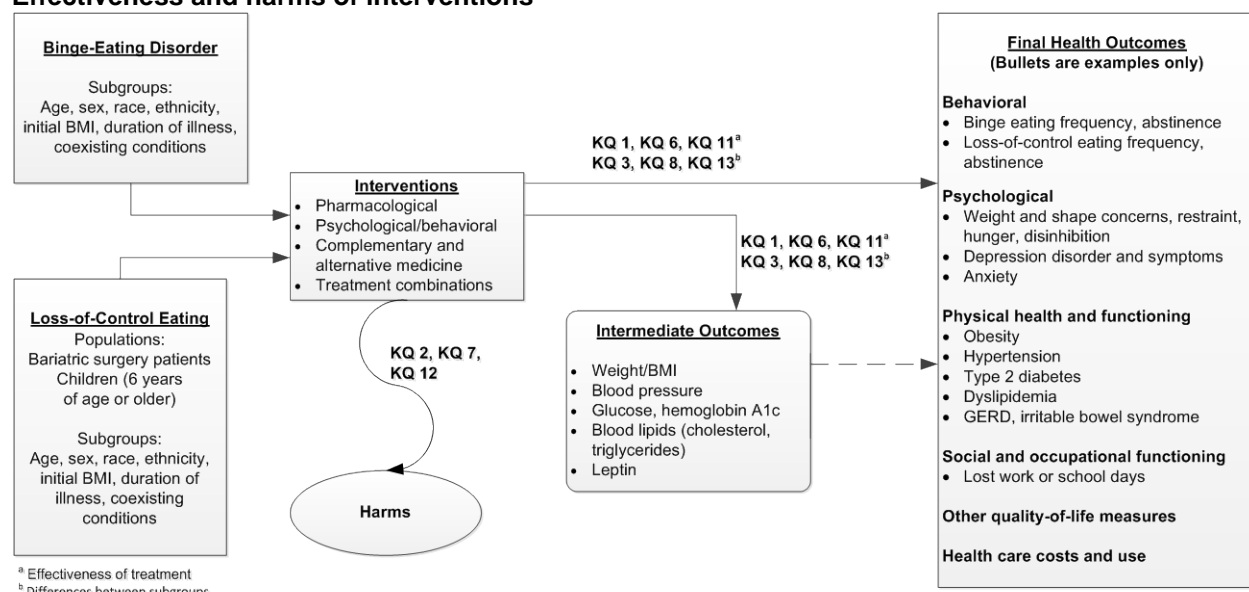 Effectiveness and harms of interventions
Binge-Eating Disorder
Subgroups:
Age, sex, race, ethnicity,
initial BMI, duration of illness,
coexisting conditions
Loss-of-Control Eating
Populations:
Bariatric surgery patients
Children (6 years
of age or older)
Subgroups:
Age, sex, race, ethnicity,
initial BMI, duration of
illness, coexisting
conditions
Interventions
• Pharmacological
• Psychological/behavioral
• Complementary and
alternative medicine
• Treatment combinations
KQ 2, KQ 7,
KQ 12
Harms
KQ 1, KQ 6, KQ 11ᵃ
KQ 3, KQ 8, KQ 13ᵇ
KQ 1, KQ 6, KQ 11ᵃ
KQ 3, KQ 8, KQ 13ᵇ
Intermediate Outcomes
• Weight/BMI
• Blood pressure
• Glucose, hemoglobin A1c
• Blood lipids (cholesterol,
triglycerides)
• Leptin
Final Health Outcomes
(Bullets are examples only)
Behavioral
• Binge eating frequency, abstinence
• Loss-of-control eating frequency,
abstinence
Psychological
• Weight and shape concerns, restraint,
hunger, disinhibition
• Depression disorder and symptoms
• Anxiety
Physical health and functioning
• Obesity
• Hypertension
• Type 2 diabetes
• Dyslipidemia
• GERD, irritable bowel syndrome
Social and occupational functioning
• Lost work or school days
Other quality-of-life measures
Health care costs and use
ᵃ Effectiveness of treatment
ᵇ Differences between subgroups